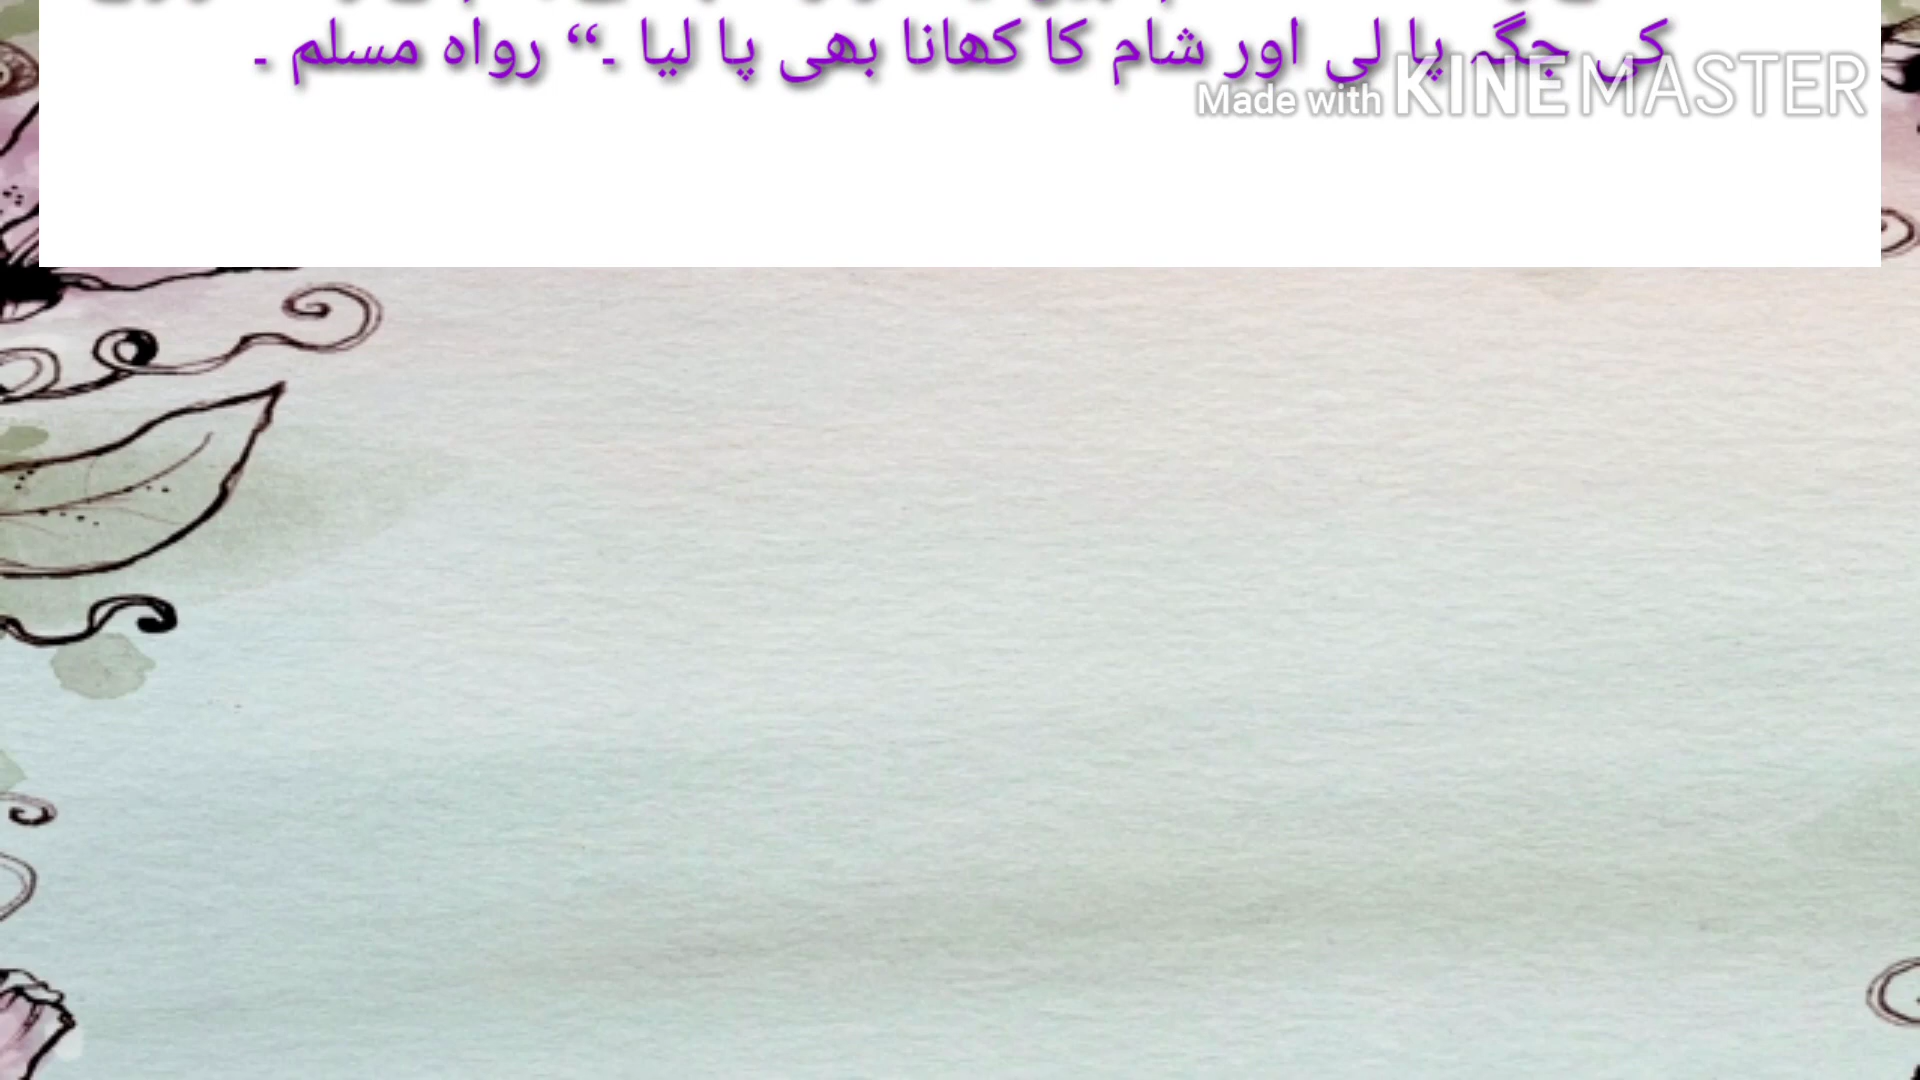 کی جگہ پا لی اور شام کا کھانا بھی پا لیا ۔‘‘ رواہ مسلم ۔
Made with KINEMASTER